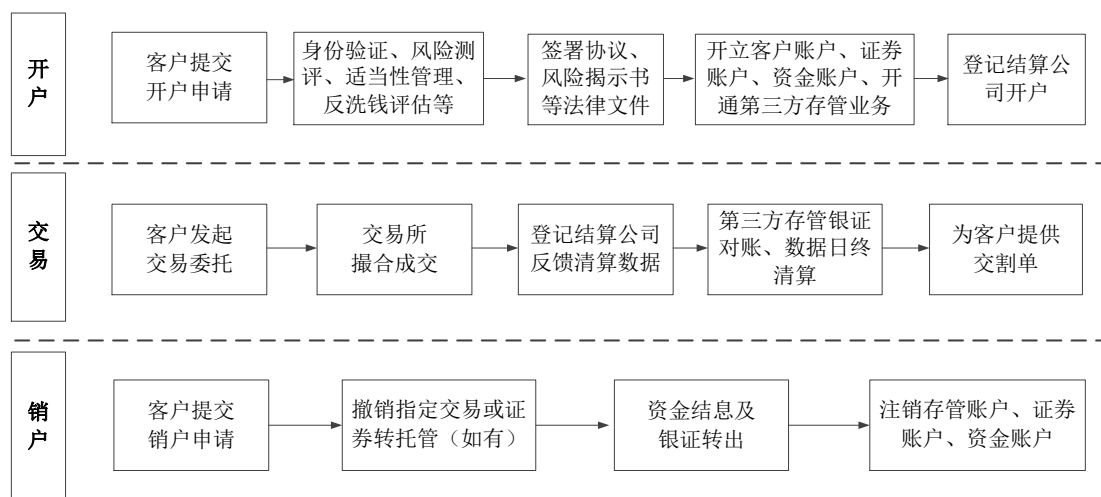 开
户
客户提交
开户申请
身份验证、风险测
评、适当性管理、
反洗钱评估等
签署协议、
风险揭示书
等法律文件
开立客户账户、证券
账户、资金账户、开
通第三方存管业务
登记结算公
司开户
交
易
客户发起
交易委托
交易所
撮合成交
登记结算公司
反馈清算数据
第三方存管银证
对账、数据日终
清算
为客户提供
交割单
销
户
客户提交
销户申请
撤销指定交易或证
券转托管（如有）
资金结息及
银证转出
注销存管账户、证券
账户、资金账户